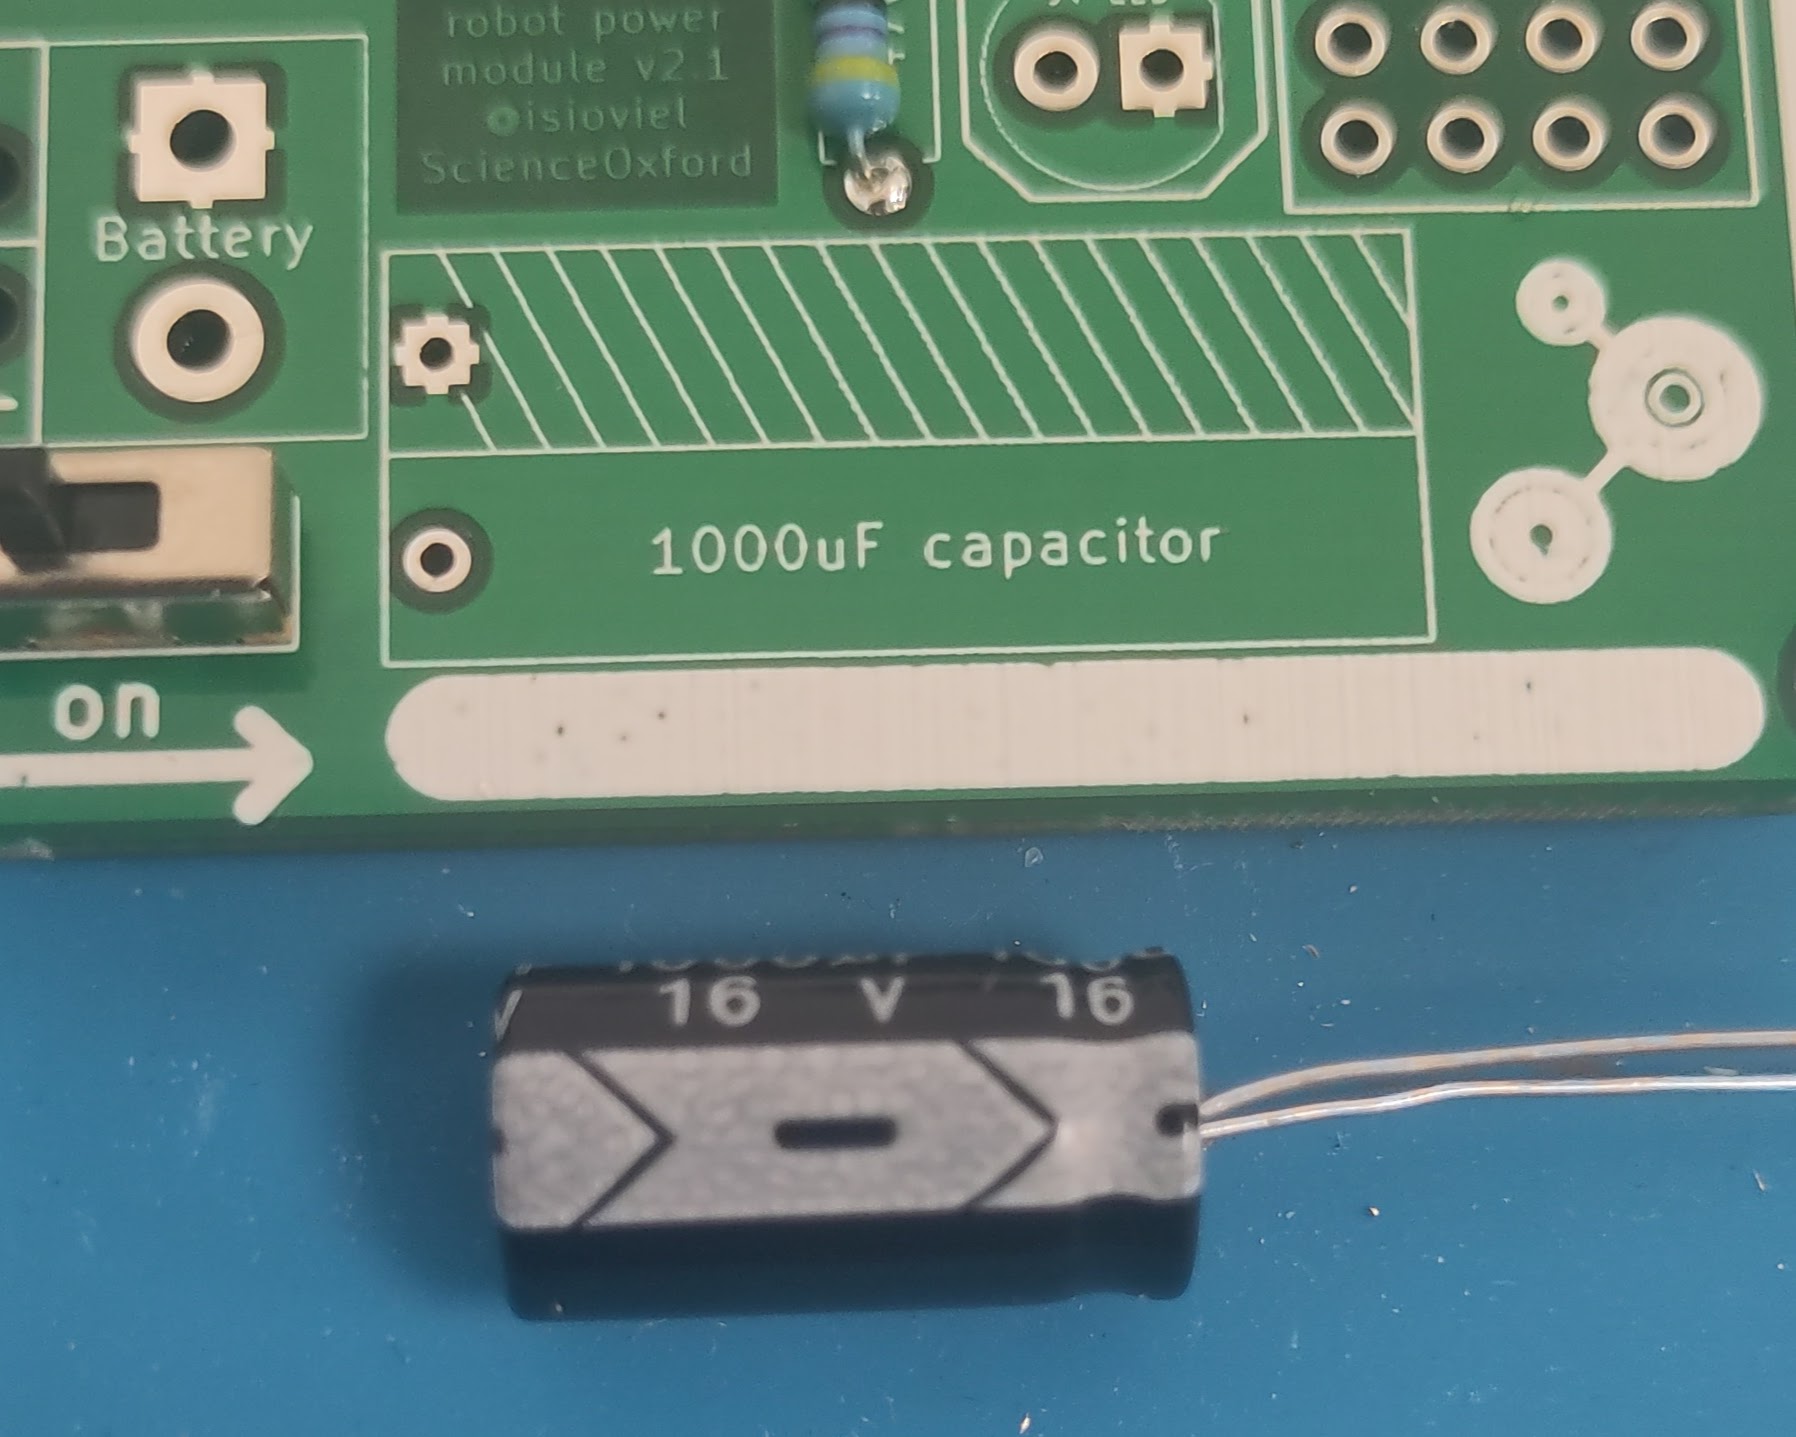 robot power
module v2.1
©isioviel
ScienceOxford
Battery
1000uF capacitor
on
16 V 16